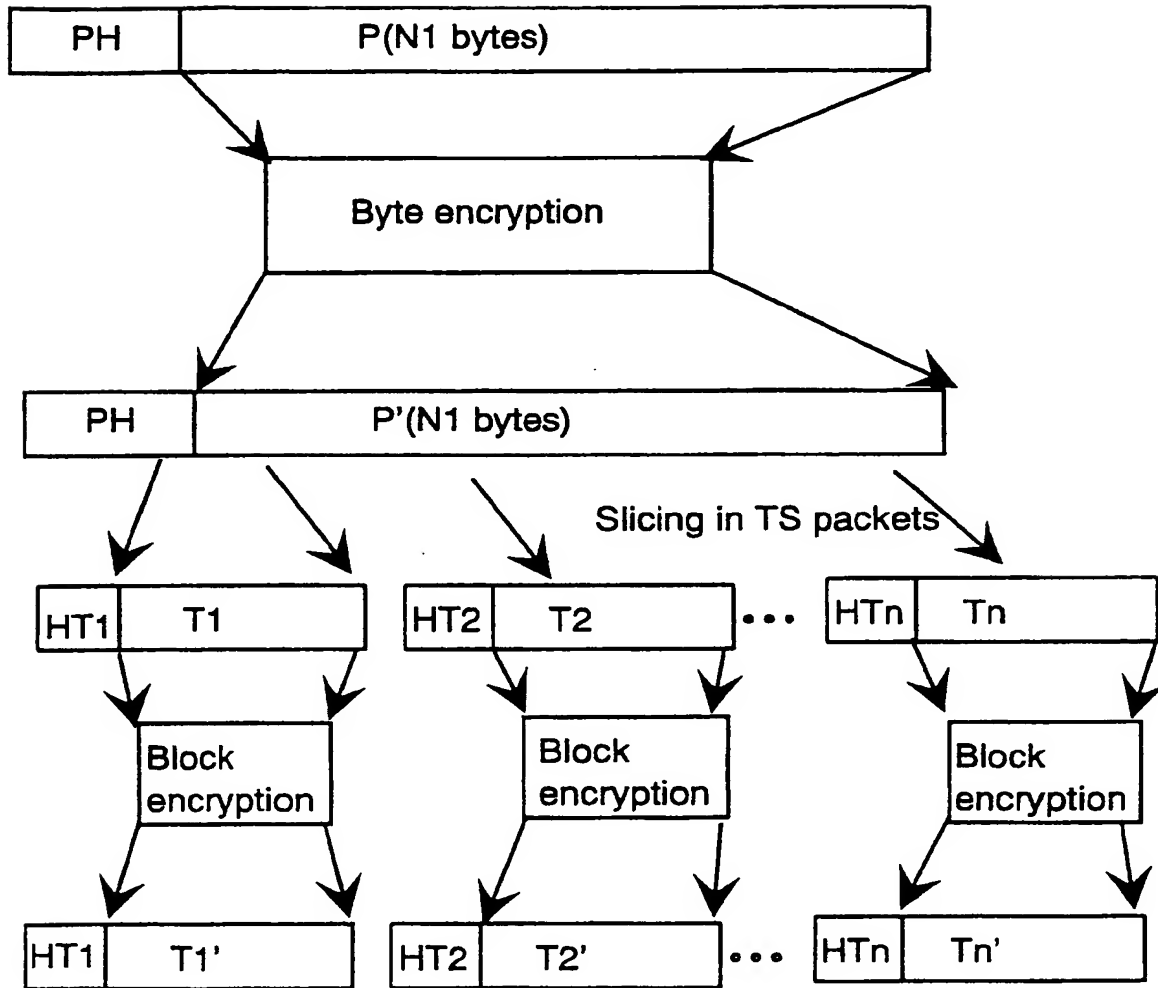 PH P(N1 bytes)
Byte encryption
PH P'(N1 bytes)
Slicing in TS packets
HT1 T1 HT2 T2 ••• HTn Tn
Block encryption
Block encryption
Block encryption
HT1 T1' HT2 T2' ••• HTn Tn'